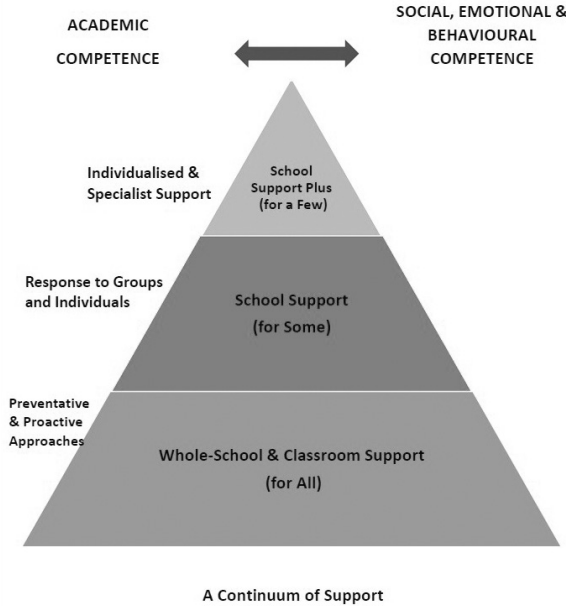 ACADEMIC
COMPETENCE
SOCIAL, EMOTIONAL &
BEHAVIOURAL
COMPETENCE
Individualised &
Specialist Support
School
Support Plus
(for a Few)
Response to Groups
and Individuals
School Support
(for Some)
Preventative
& Proactive
Approaches
Whole-School & Classroom Support
(for All)
A Continuum of Support